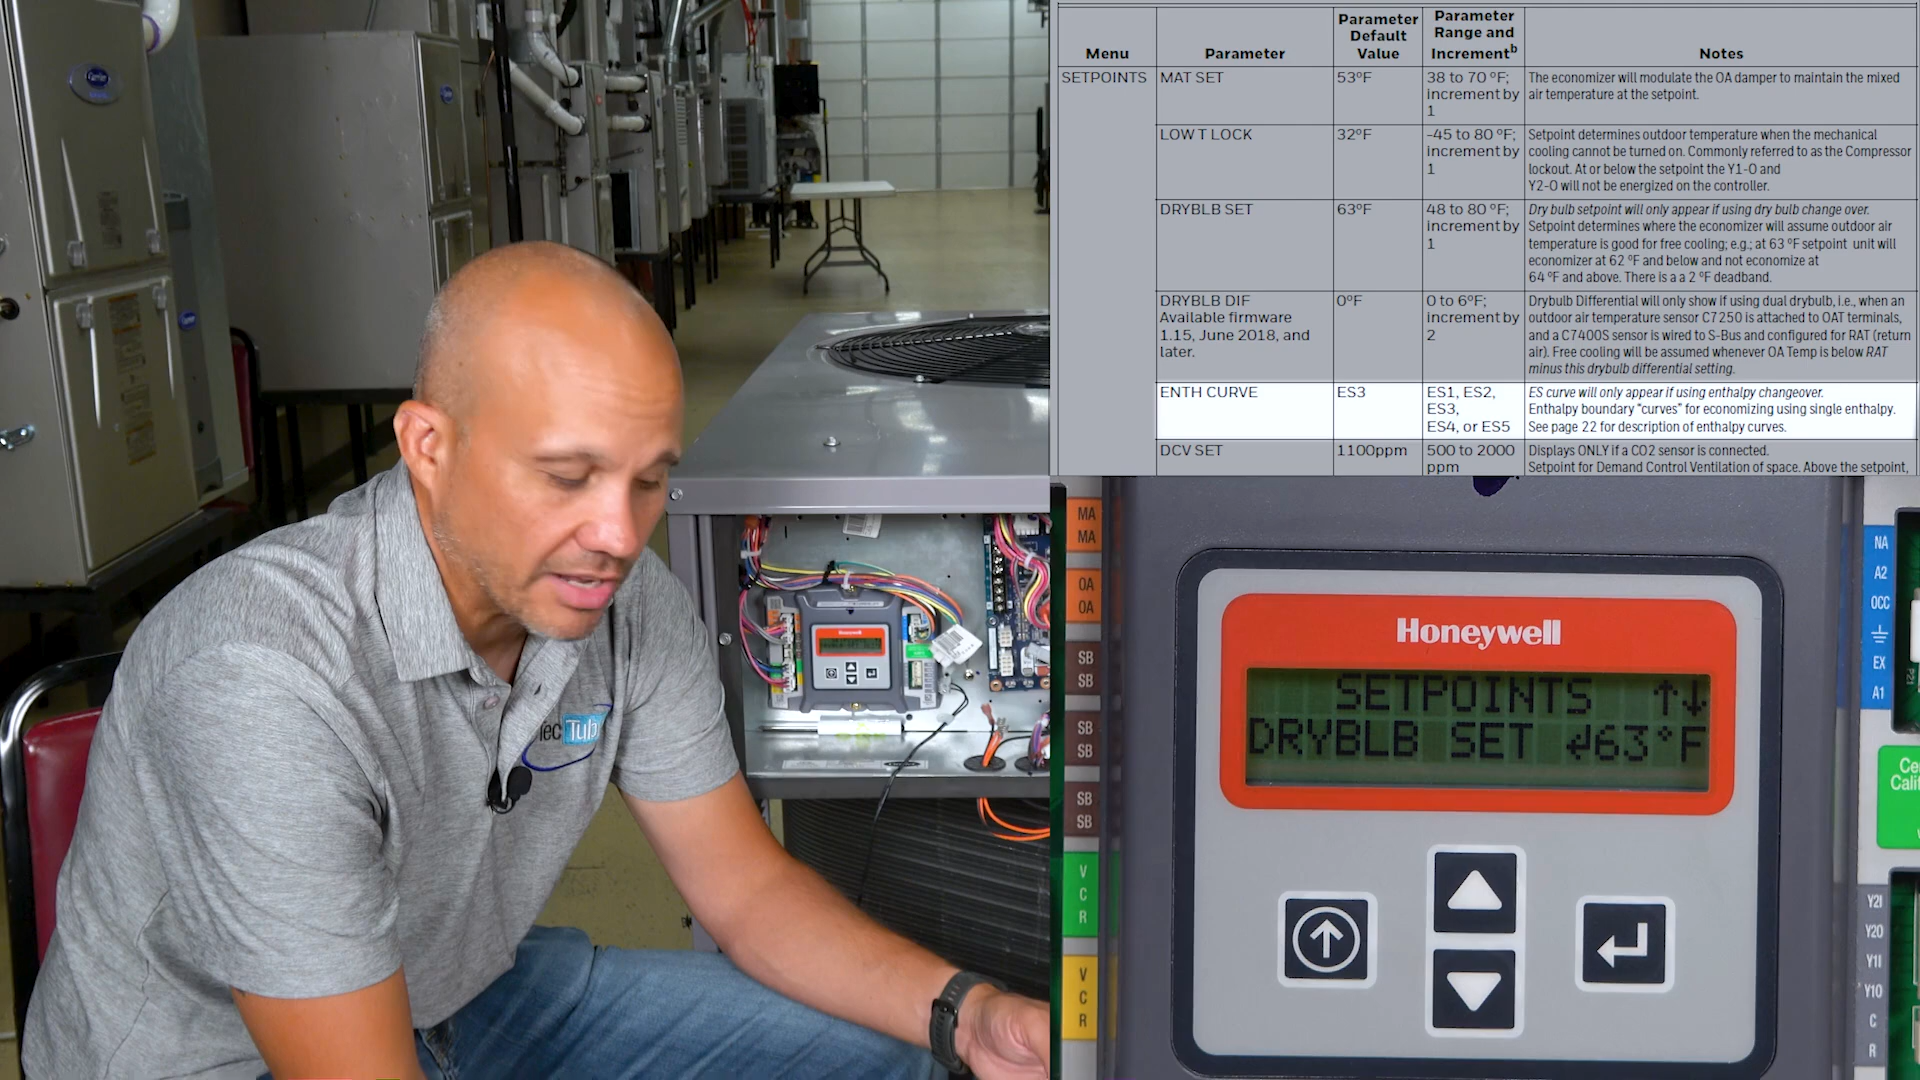 Menu Parameter Parameter Default Value Parameter Range and Increment^b Notes
SETPOINTS MAT SET 53°F 38 to 70 °F; The economizer will modulate the OA damper to maintain the mixed
increment by air temperature at the setpoint.
1
LOW T LOCK 32°F -45 to 80 °F; Setpoint determines outdoor temperature when the mechanical
increment by cooling cannot be turned on. Commonly referred to as the Compressor
1 lockout. At or below the setpoint the Y1-O and
Y2-O will not be energized on the controller.
DRYBLB SET 63°F 48 to 80 °F; Dry bulb setpoint will only appear if using dry bulb change over.
increment by Setpoint determines where the economizer will assume outdoor air
1 temperature is good for free cooling; e.g.; at 63 °F setpoint unit will
economizer at 62 °F and below and not economize at
64 °F and above. There is a a 2 °F deadband.
DRYBLB DIF 0°F 0 to 6°F; Drybulb Differential will only show if using dual drybulb, i.e., when an
Available firmware increment by outdoor air temperature sensor C7250 is attached to OAT terminals,
1.15, June 2018, and 2 and a C7400S sensor is wired to S-Bus and configured for RAT (return
later. air). Free cooling will be assumed whenever OA Temp is below RAT
minus this drybulb differential setting.
ENTH CURVE ES3 ES1, ES2, ES curve will only appear if using enthalpy changeover.
ES3, Enthalpy boundary “curves” for economizing using single enthalpy.
ES4, or ES5 See page 22 for description of enthalpy curves.
DCV SET 1100ppm 500 to 2000 Displays ONLY if a CO2 sensor is connected.
ppm Setpoint for Demand Control Ventilation of space. Above the setpoint,
MA
MA
OA
OA
SB
SB
SB
SB
SB
SB
V
C
R
V
C
R
Honeywell
SETPOINTS ↑↓
DRYBLB SET ↵63°F
NA
A2
OCC
EX
A1
P21
Y2I
Y2O
Y1I
Y1O
C
R
Honeywell
Carrier
Tec Tub